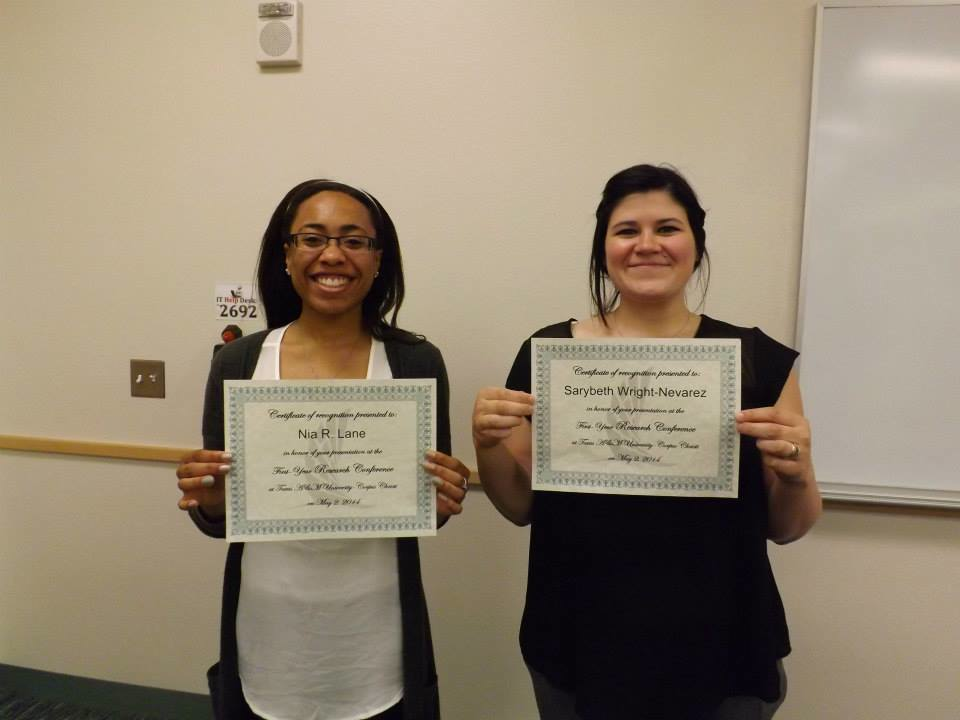 IT Help Desk
2692
Certificate of recognition presented to:
Nia R. Lane
in honor of your presentation at the
First-Year Research Conference
at Texas A&M University- Corpus Christi
on May 2, 2014
Certificate of recognition presented to:
Sarybeth Wright-Nevarez
in honor of your presentation at the
First-Year Research Conference
at Texas A&M University- Corpus Christi
on May 2, 2014